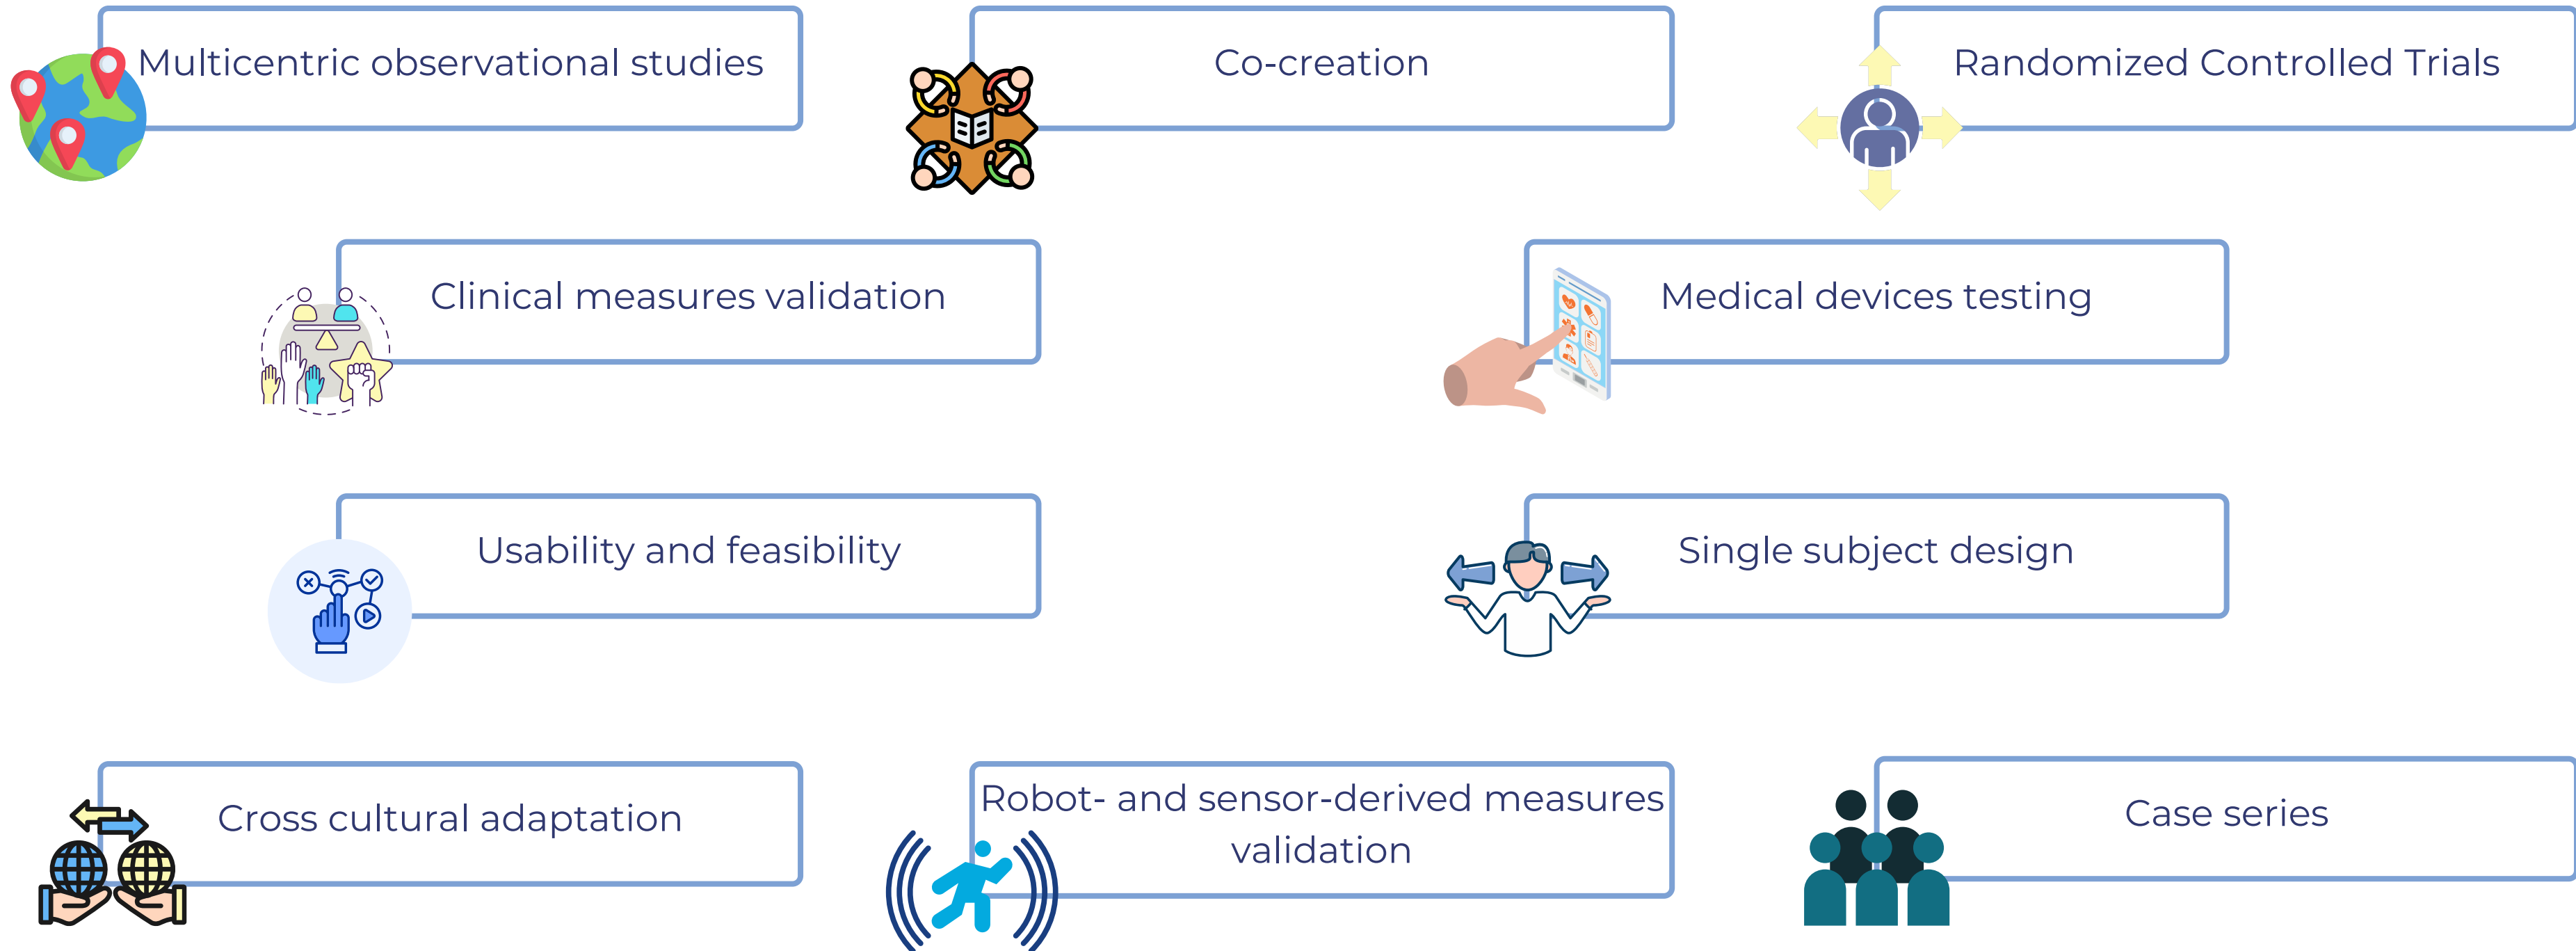 Multicentric observational studies
Co-creation
Randomized Controlled Trials
Clinical measures validation
Medical devices testing
Usability and feasibility
Single subject design
Cross cultural adaptation
Robot- and sensor-derived measures
validation
Case series